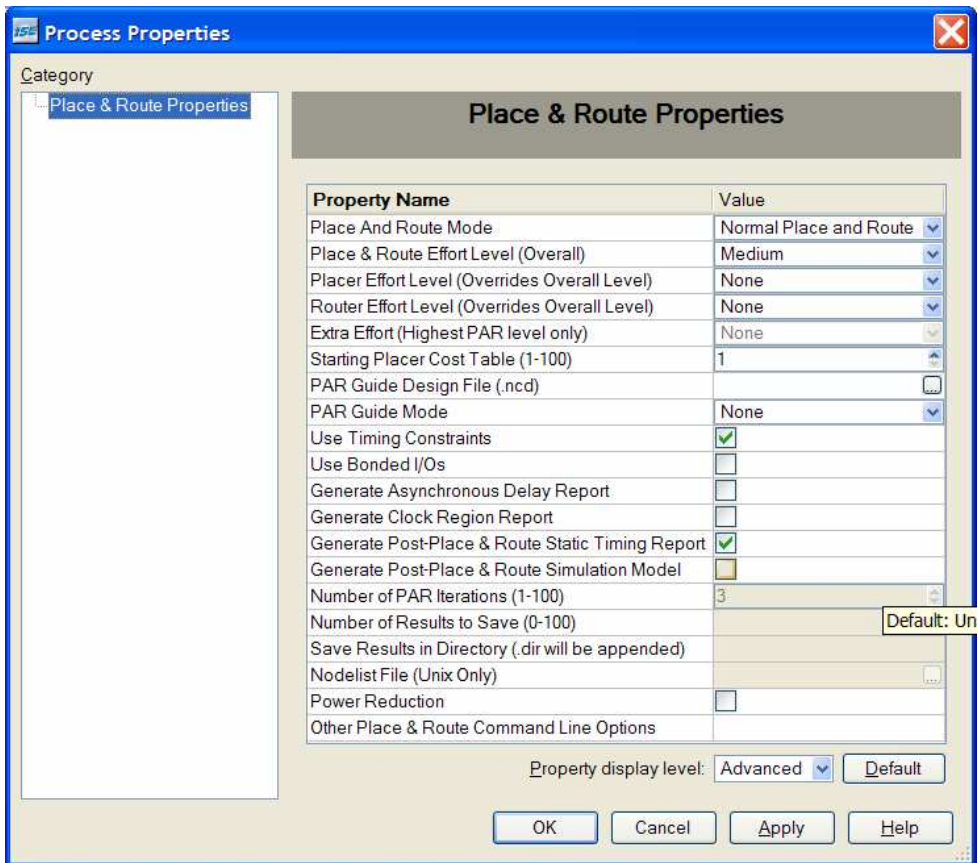 ISE Process Properties
Category
Place & Route Properties
Place & Route Properties
Property Name Value
Place And Route Mode Normal Place and Route
Place & Route Effort Level (Overall) Medium
Placer Effort Level (Overrides Overall Level) None
Router Effort Level (Overrides Overall Level) None
Extra Effort (Highest PAR level only) None
Starting Placer Cost Table (1-100) 1
PAR Guide Design File (.ncd) ...
PAR Guide Mode None
Use Timing Constraints
Use Bonded I/Os
Generate Asynchronous Delay Report
Generate Clock Region Report
Generate Post-Place & Route Static Timing Report
Generate Post-Place & Route Simulation Model
Number of PAR Iterations (1-100) 3
Number of Results to Save (0-100)
Default: Un
Save Results in Directory (.dir will be appended)
Nodelist File (Unix Only) ...
Power Reduction
Other Place & Route Command Line Options
Property display level: Advanced Default
OK Cancel Apply Help